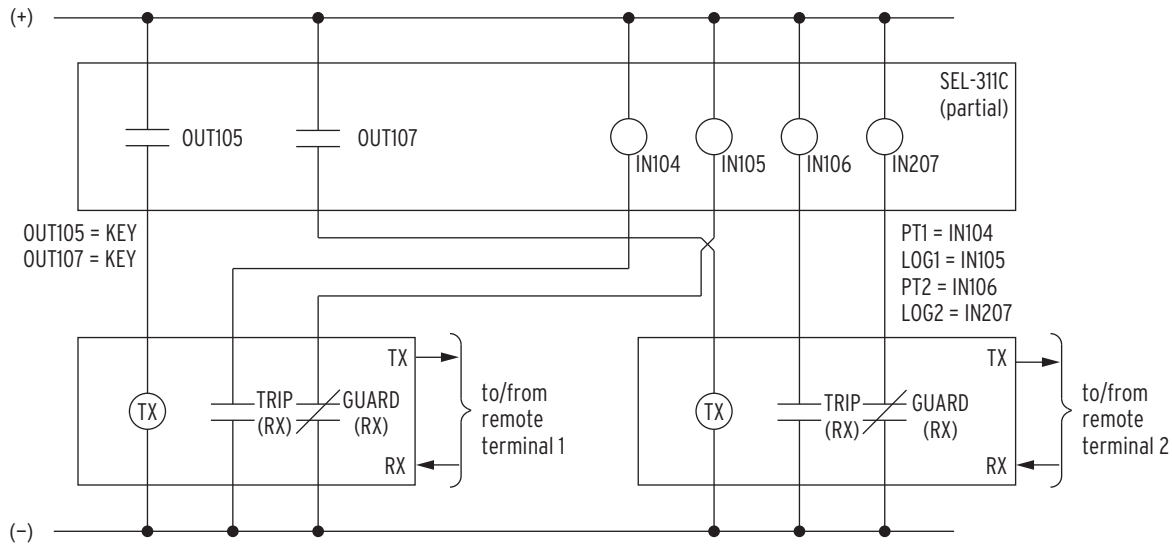 (+)
SEL-311C
(partial)
OUT105
OUT107
IN104
IN105
IN106
IN207
OUT105 = KEY
OUT107 = KEY
PT1 = IN104
LOG1 = IN105
PT2 = IN106
LOG2 = IN207
TX
TX
TRIP
(RX)
GUARD
(RX)
RX
to/from
remote
terminal 1
TX
TX
TRIP
(RX)
GUARD
(RX)
RX
to/from
remote
terminal 2
(–)